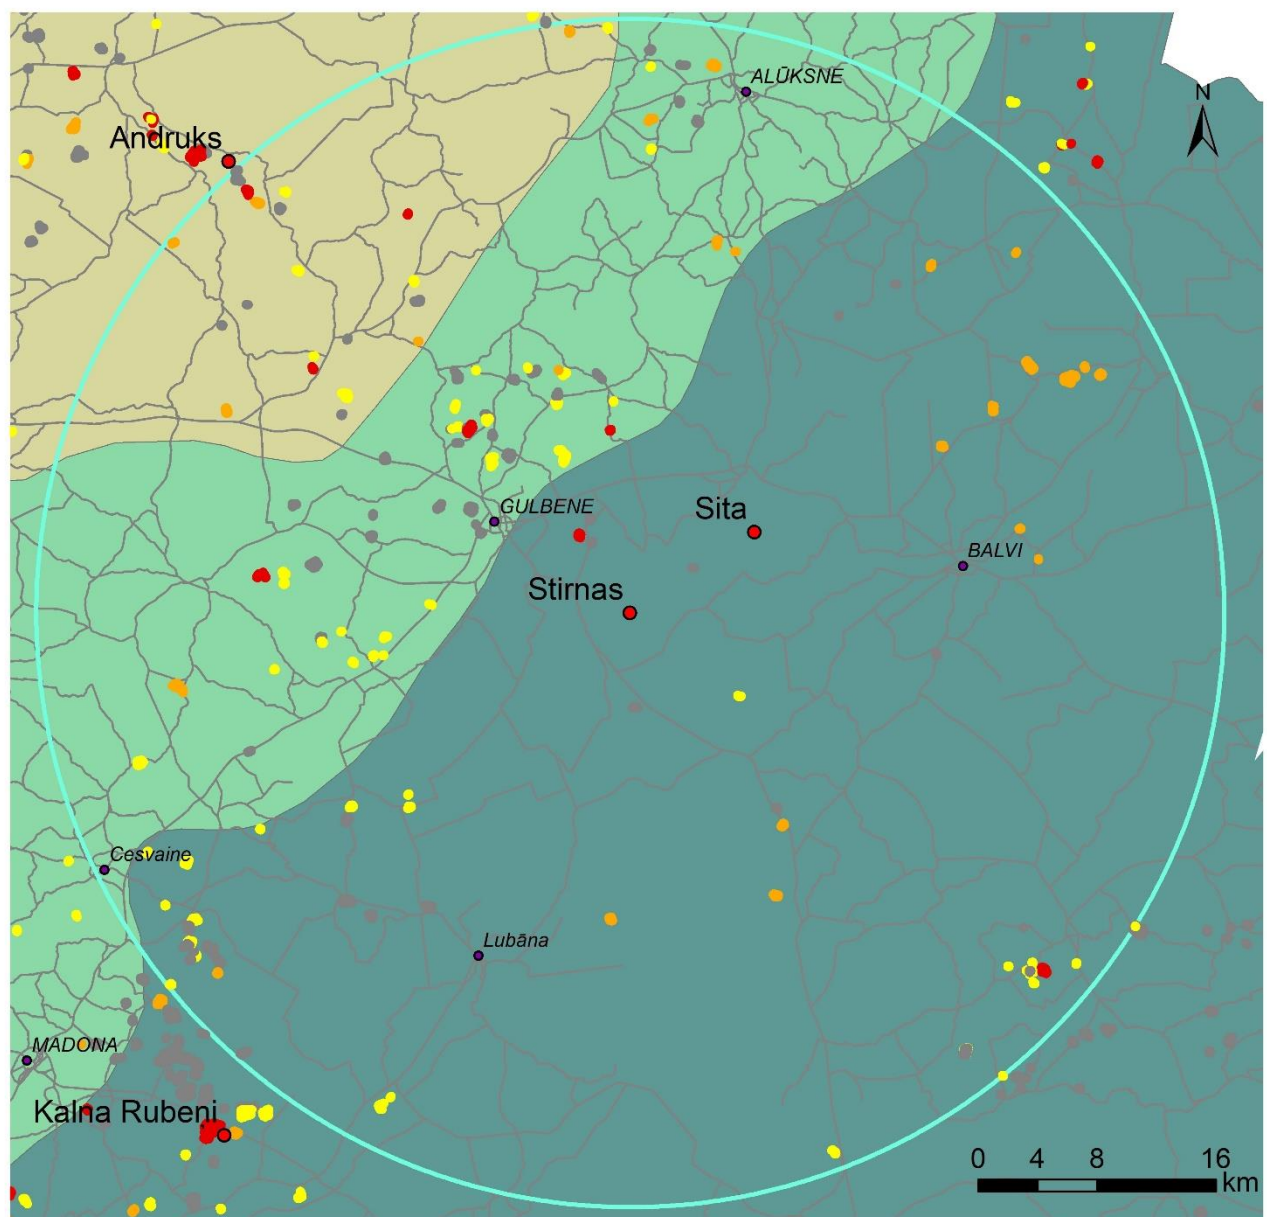 ALŪKSNE
N
Andruks
GULBENE
Sita
BALVI
Stirnas
Cesvaine
Lubāna
MADONA
Kalna Rubeni
0 4 8 16
km